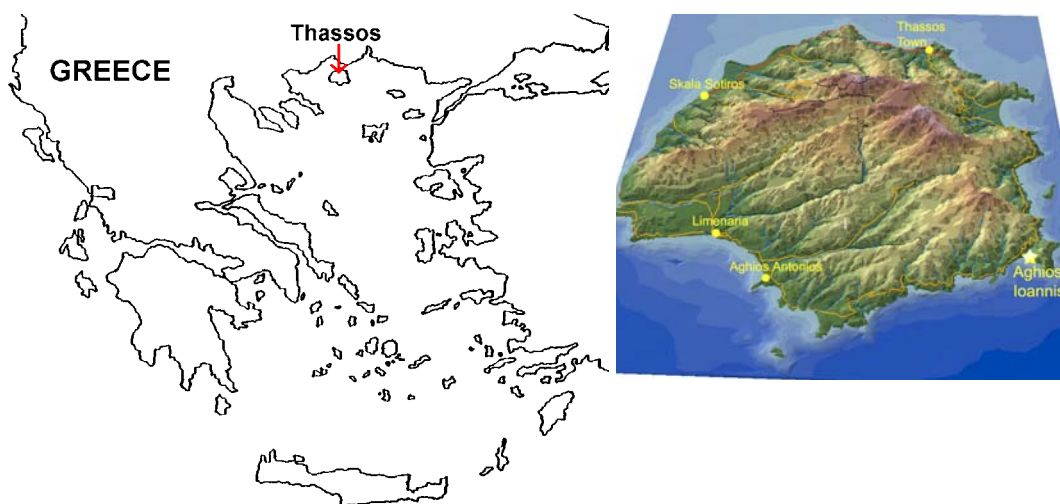 Thassos
GREECE
Thassos
Town
Skala Sotiros
Limenaria
Aghios Antonios
Aghios
Ioannis